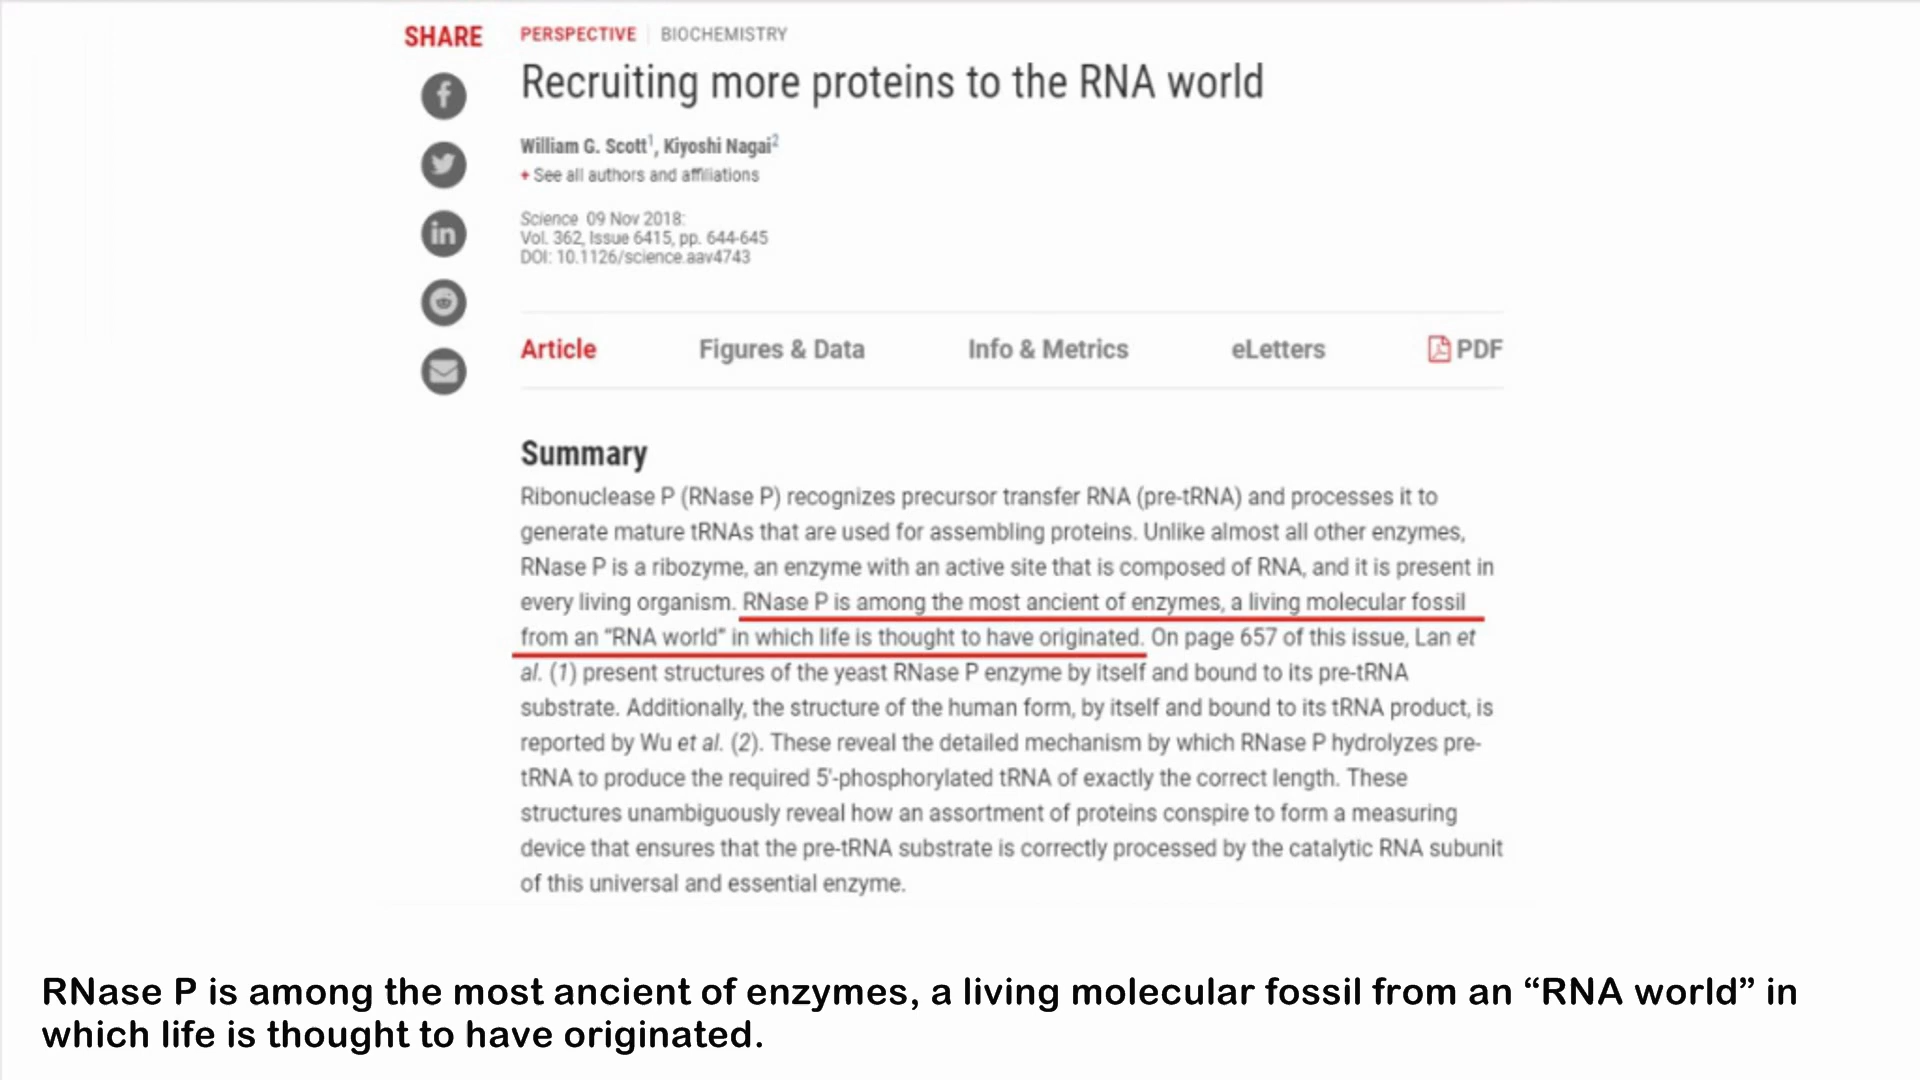 SHARE
PERSPECTIVE | BIOCHEMISTRY
Recruiting more proteins to the RNA world
William G. Scott1, Kiyoshi Nagai2
+ See all authors and affiliations
Science 09 Nov 2018:
Vol. 362, Issue 6415, pp. 644-645
DOI: 10.1126/science.aav4743
Article Figures & Data Info & Metrics eLetters PDF
Summary
Ribonuclease P (RNase P) recognizes precursor transfer RNA (pre-tRNA) and processes it to
generate mature tRNAs that are used for assembling proteins. Unlike almost all other enzymes,
RNase P is a ribozyme, an enzyme with an active site that is composed of RNA, and it is present in
every living organism. RNase P is among the most ancient of enzymes, a living molecular fossil
from an "RNA world" in which life is thought to have originated. On page 657 of this issue, Lan et
al. (1) present structures of the yeast RNase P enzyme by itself and bound to its pre-tRNA
substrate. Additionally, the structure of the human form, by itself and bound to its tRNA product, is
reported by Wu et al. (2). These reveal the detailed mechanism by which RNase P hydrolyzes pre-
tRNA to produce the required 5'-phosphorylated tRNA of exactly the correct length. These
structures unambiguously reveal how an assortment of proteins conspire to form a measuring
device that ensures that the pre-tRNA substrate is correctly processed by the catalytic RNA subunit
of this universal and essential enzyme.
RNase P is among the most ancient of enzymes, a living molecular fossil from an “RNA world” in
which life is thought to have originated.